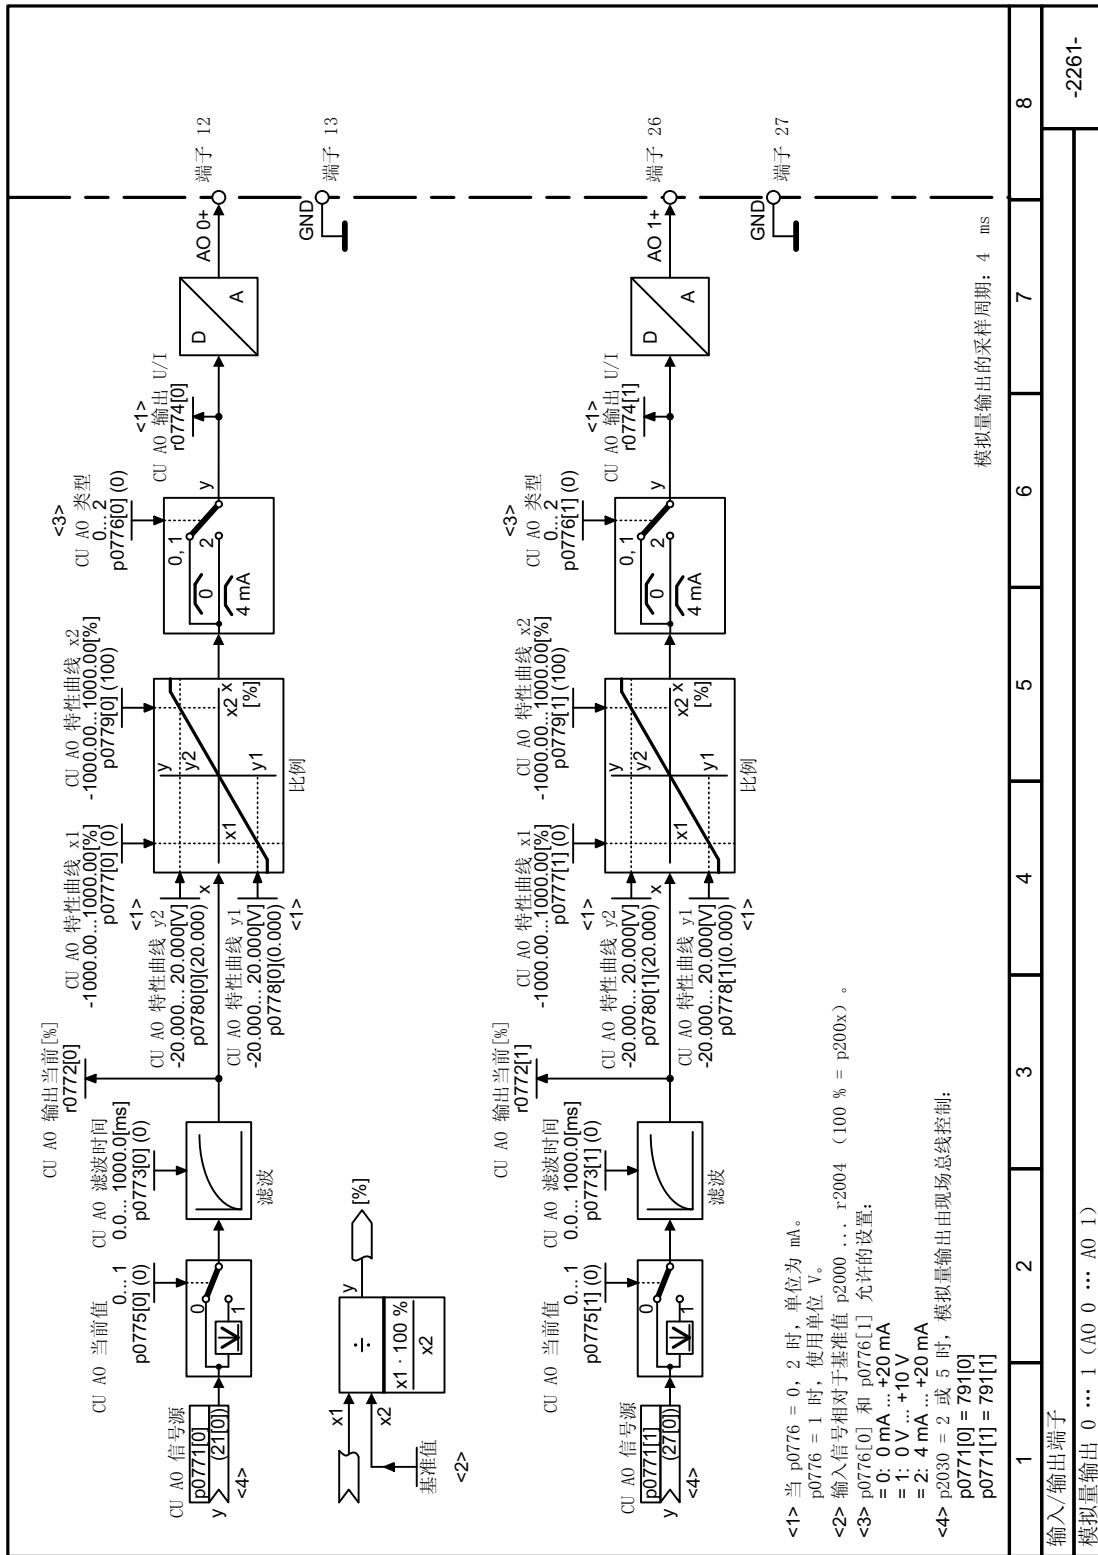 CU AO 信号源
p0771[0]
(21[0])
y
<4>
CU AO 当前值
0...1
p0775[0] (0)
0
1
CU AO 滤波时间
0.0... 1000.0[ms]
p0773[0] (0)
滤波
CU AO 输出当前[%]
r0772[0]
CU AO 特性曲线 y2
-20.000... 20.000[V]
p0780[0](20.000)
<1>
x
CU AO 特性曲线 y1
-20.000... 20.000[V]
p0778[0](0.000)
<1>
CU AO 特性曲线 x1
-1000.00...1000.00[%]
p0777[0] (0)
CU AO 特性曲线 x2
-1000.00...1000.00[%]
p0779[0] (100)
y
y2
x1
y1
x2
x
[%]
比例
<3>
CU AO 类型
0...2
p0776[0] (0)
0, 1
2
0
4 mA
y
<1>
CU AO 输出 U/I
r0774[0]
D
A
AO 0+
端子 12
GND
端子 13
x1
x2
基准值
<2>
÷
x1 · 100 %
x2
y
[%]
CU AO 信号源
p0771[1]
(27[0])
y
<4>
CU AO 当前值
0...1
p0775[1] (0)
0
1
CU AO 滤波时间
0.0... 1000.0[ms]
p0773[1] (0)
滤波
CU AO 输出当前[%]
r0772[1]
CU AO 特性曲线 y2
-20.000... 20.000[V]
p0780[1](20.000)
<1>
x
CU AO 特性曲线 y1
-20.000... 20.000[V]
p0778[1](0.000)
<1>
CU AO 特性曲线 x1
-1000.00...1000.00[%]
p0777[1] (0)
CU AO 特性曲线 x2
-1000.00...1000.00[%]
p0779[1] (100)
y
y2
x1
y1
x2
x
[%]
比例
<3>
CU AO 类型
0...2
p0776[1] (0)
0, 1
2
0
4 mA
y
<1>
CU AO 输出 U/I
r0774[1]
D
A
AO 1+
端子 26
GND
端子 27
<1> 当 p0776 = 0, 2 时, 单位为 mA。
p0776 = 1 时, 使用单位 V。
<2> 输入信号相对于基准值 p2000 ... r2004 (100 % = p200x) 。
<3> p0776[0] 和 p0776[1] 允许的设置:
= 0: 0 mA ... +20 mA
= 1: 0 V ... +10 V
= 2: 4 mA ... +20 mA
<4> p2030 = 2 或 5 时, 模拟量输出由现场总线控制:
p0771[0] = 791[0]
p0771[1] = 791[1]
模拟量输出的采样周期: 4 ms
1
2
3
4
5
6
7
8
输入/输出端子
模拟量输出 0 ... 1 (AO 0 ... AO 1)
-2261-